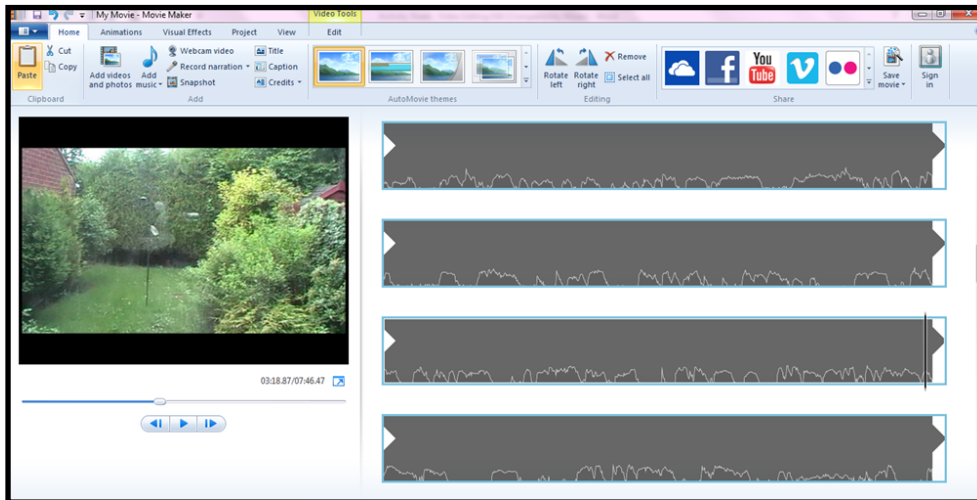 My Movie - Movie Maker
Video Tools
Home Animations Visual Effects Project View Edit
Paste
Cut
Copy
Clipboard
Add videos and photos
Add music
Webcam video
Record narration
Snapshot
Title
Caption
Credits
Add
AutoMovie themes
Rotate left
Rotate right
Remove
Select all
Editing
f
You Tube
V
Share
Save movie
Sign in
03:18.87/07:46.47